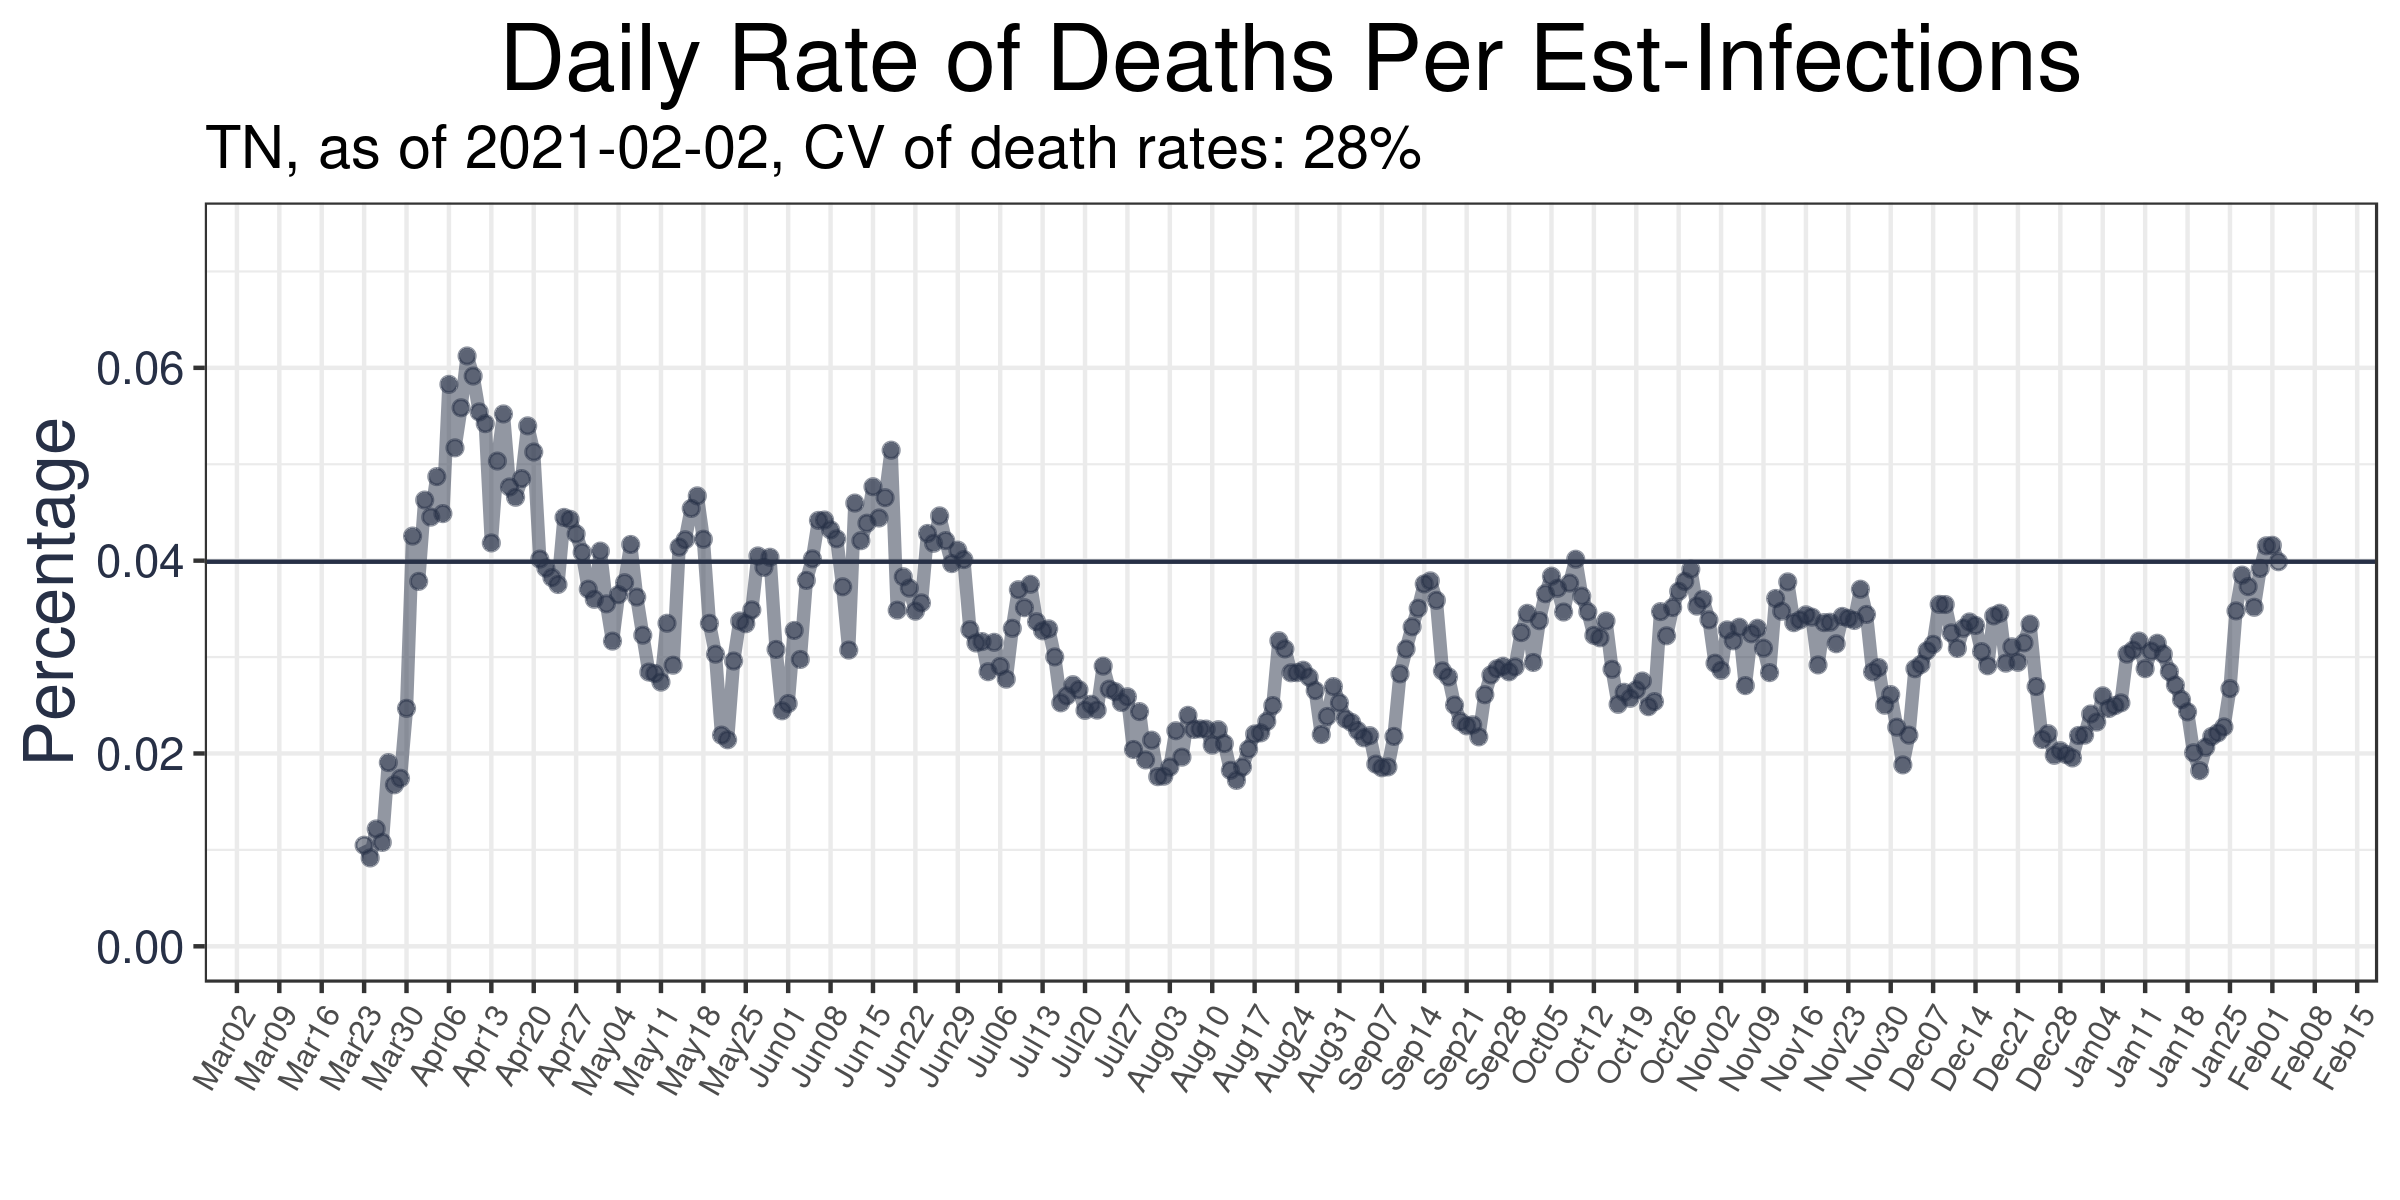 Daily Rate of Deaths Per Est-Infections
TN, as of 2021-02-02, CV of death rates: 28%
Percentage
0.06
0.04
0.02
0.00
Mar02
Mar09
Mar16
Mar23
Mar30
Apr06
Apr13
Apr20
Apr27
May04
May11
May18
May25
Jun01
Jun08
Jun15
Jun22
Jun29
Jul06
Jul13
Jul20
Jul27
Aug03
Aug10
Aug17
Aug24
Aug31
Sep07
Sep14
Sep21
Sep28
Oct05
Oct12
Oct19
Oct26
Nov02
Nov09
Nov16
Nov23
Nov30
Dec07
Dec14
Dec21
Dec28
Jan04
Jan11
Jan18
Jan25
Feb01
Feb08
Feb15